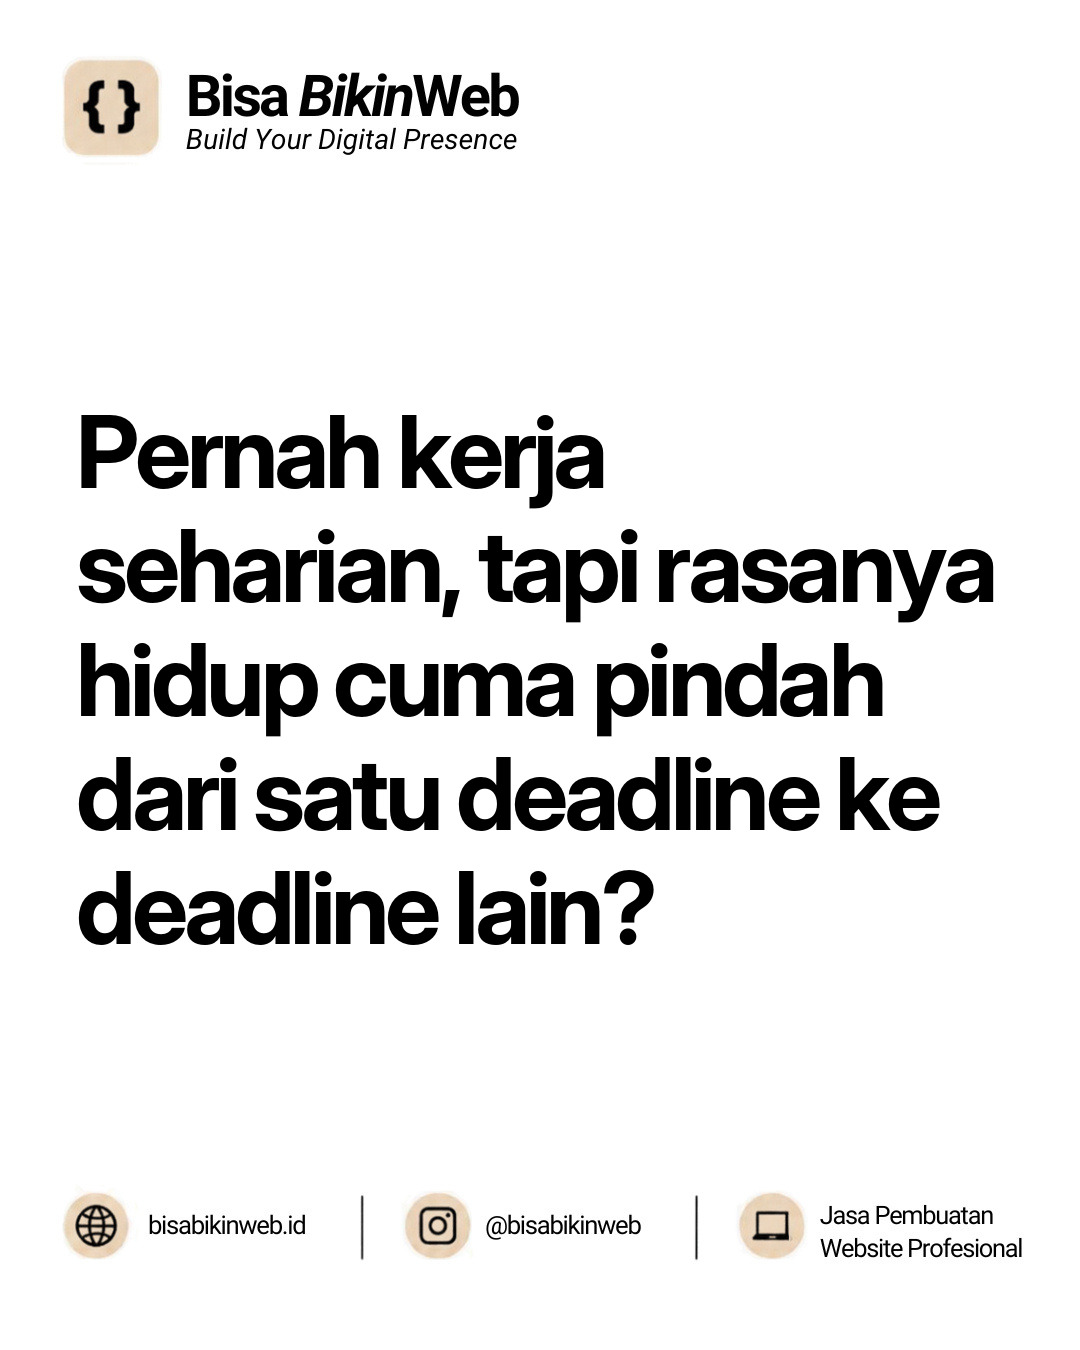 { }
Bisa BikinWeb
Build Your Digital Presence
Pernah kerja
seharian, tapi rasanya
hidup cuma pindah
dari satu deadline ke
deadline lain?
bisabikinweb.id
@bisabikinweb
Jasa Pembuatan
Website Profesional